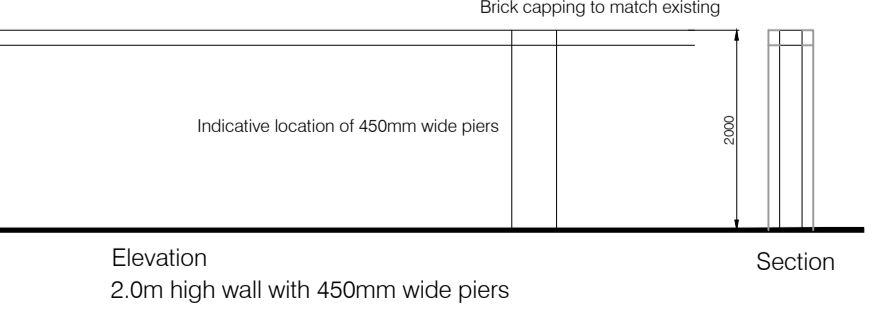 Brick capping to match existing
Indicative location of 450mm wide piers
2000
Elevation
2.0m high wall with 450mm wide piers
Section